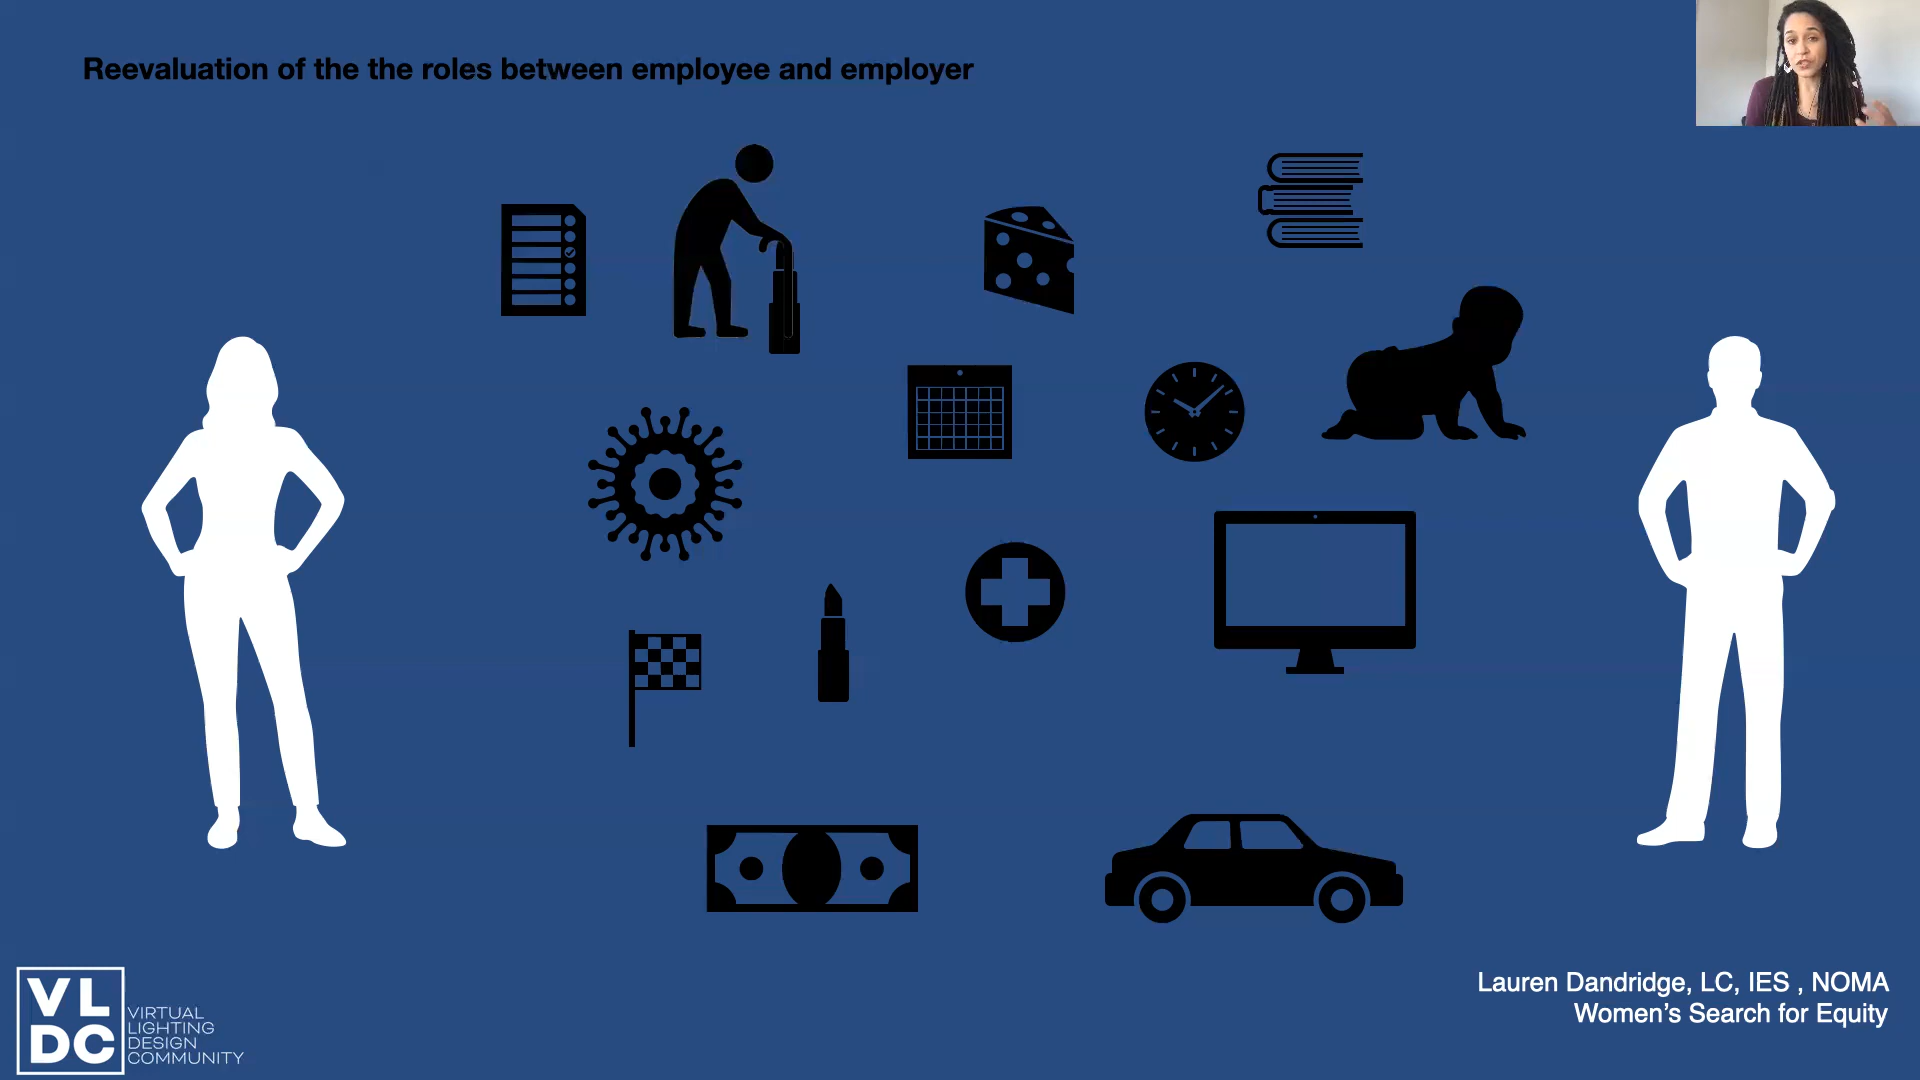 Reevaluation of the the roles between employee and employer
Lauren Dandridge, LC, IES , NOMA
Women's Search for Equity
VL
DC
VIRTUAL
LIGHTING
DESIGN
COMMUNITY